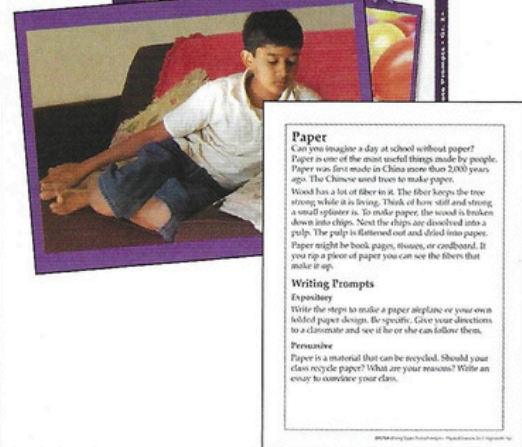 Paper
Can you imagine a day at school without paper?
Paper is one of the most useful things made by people.
Paper was first made in China more than 2,000 years
ago. The Chinese used trees to make paper.
Wood has a lot of fiber in it. The fiber keeps the tree
strong while it is living. Think of how stiff and strong
a small splinter is. To make paper, the wood is broken
down into chips. Next the chips are dissolved into a
pulp. The pulp is flattened out and dried into paper.
Paper might be book pages, tissues, or cardboard. If
you rip a piece of paper you can see the fibers that
make it up.
Writing Prompts
Expository
Write the steps to make a paper airplane or your own
folded paper design. Be specific. Give your directions
to a classmate and see if he or she can follow them.
Persuasive
Paper is a material that can be recycled. Should your
class recycle paper? What are your reasons? Write an
essay to convince your class.
Prompts • Gr. 2+